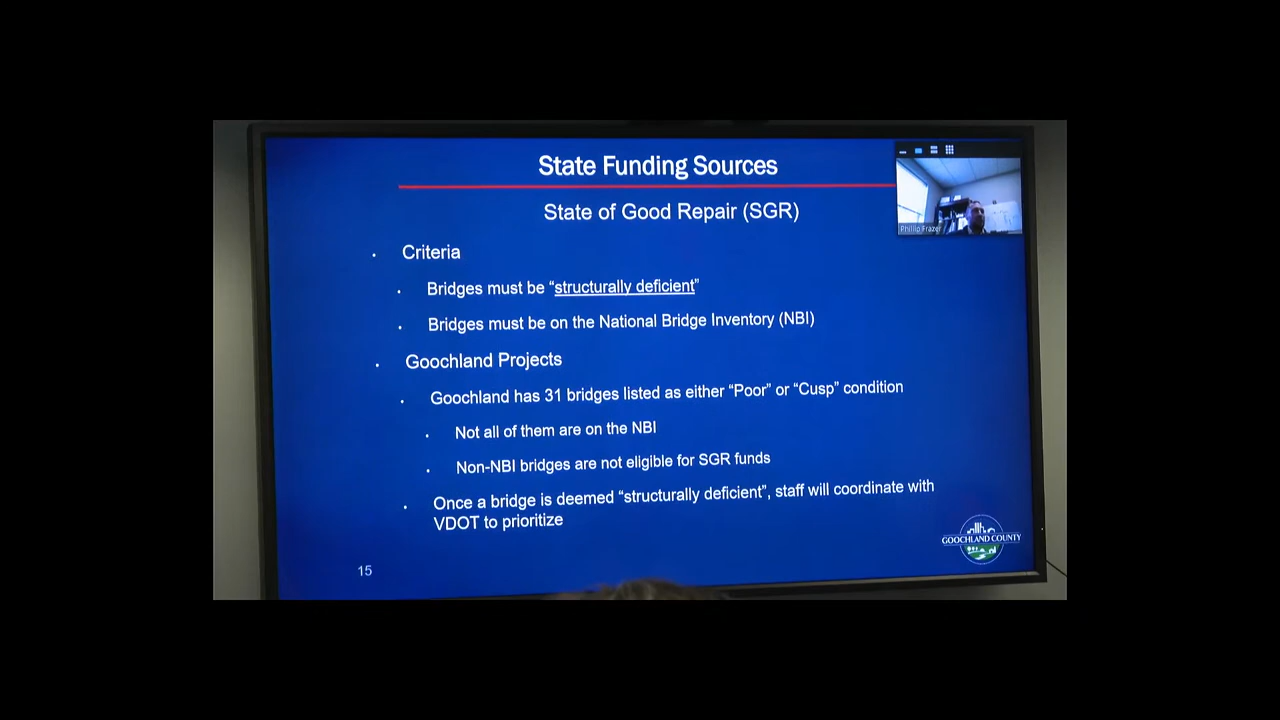 State Funding Sources
State of Good Repair (SGR)
Phillip Frazer
Criteria
Bridges must be “structurally deficient”
Bridges must be on the National Bridge Inventory (NBI)
Goochland Projects
Goochland has 31 bridges listed as either “Poor” or “Cusp” condition
Not all of them are on the NBI
Non-NBI bridges are not eligible for SGR funds
Once a bridge is deemed “structurally deficient”, staff will coordinate with
VDOT to prioritize
GOOCHLAND COUNTY
15